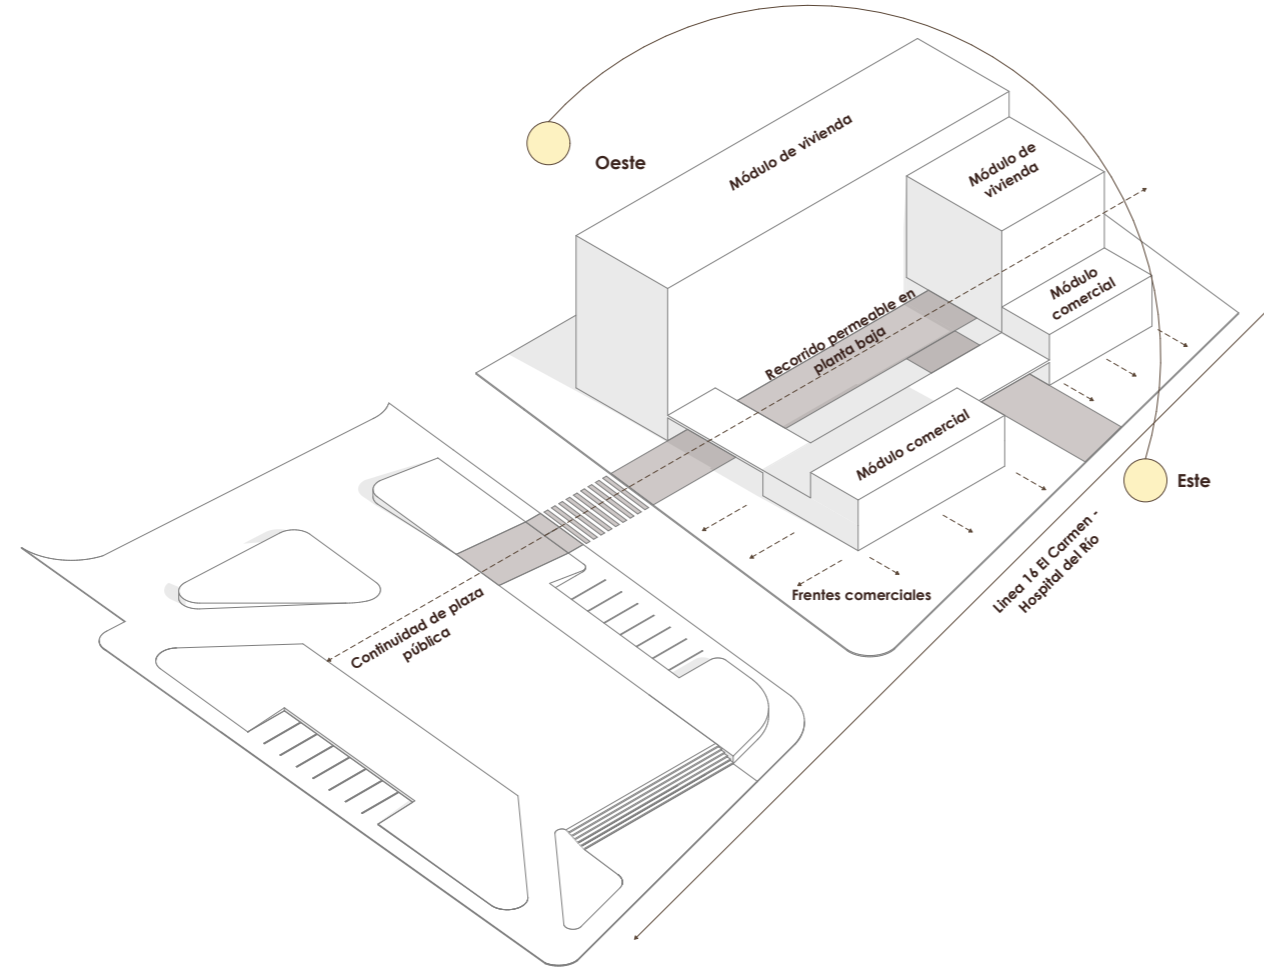 Módulo de vivienda
Oeste
Módulo de
vivienda
Módulo
comercial
Recorrido permeable en
planta baja
Módulo comercial
Este
Linea 16 El Carmen -
Hospital del Río
Frentes comerciales
Continuidad de plaza
pública